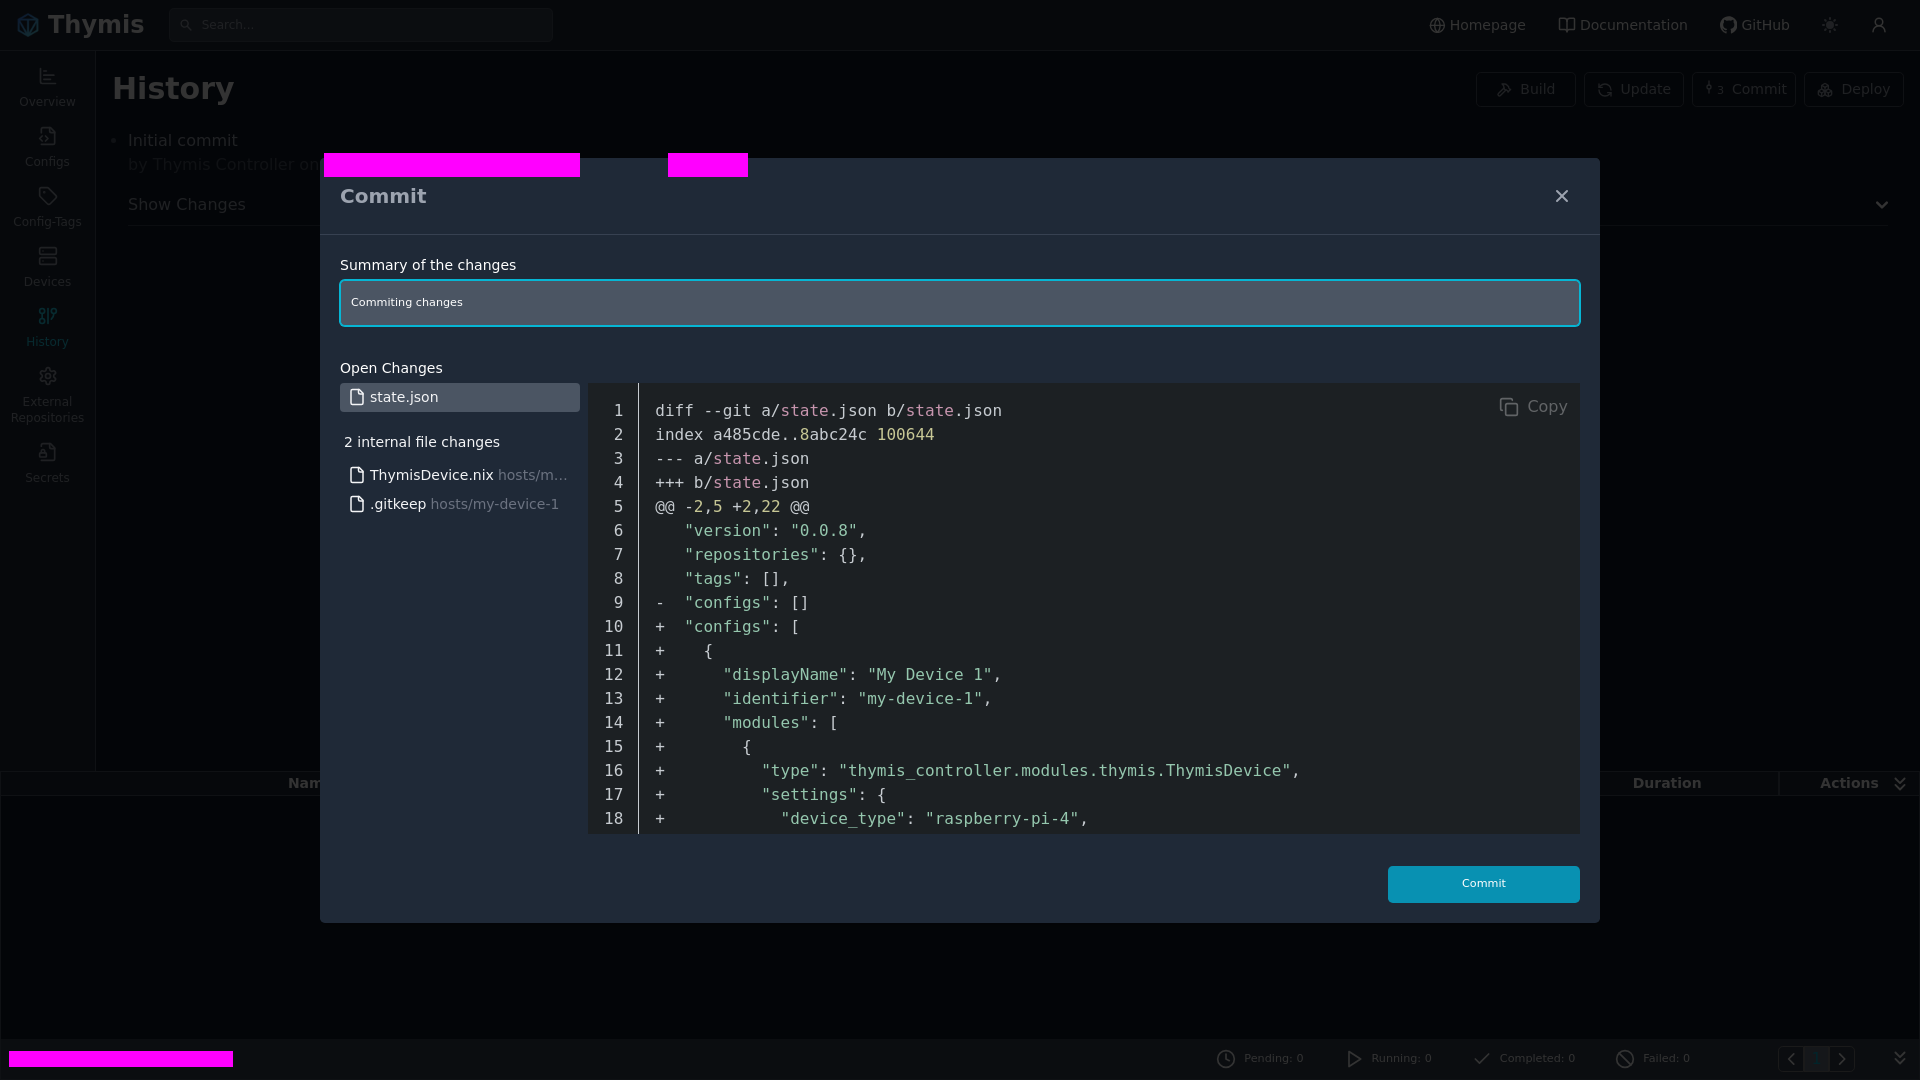 Thymis
Search...
Homepage
Documentation
GitHub
Overview
Configs
Config-Tags
Devices
History
External Repositories
Secrets
History
Build
Update
3 Commit
Deploy
Initial commit
by Thymis Controller on
Show Changes
Commit
Summary of the changes
Commiting changes
Open Changes
state.json
2 internal file changes
ThymisDevice.nix hosts/m...
.gitkeep hosts/my-device-1
Copy
1 diff --git a/state.json b/state.json
2 index a485cde..8abc24c 100644
3 --- a/state.json
4 +++ b/state.json
5 @@ -2,5 +2,22 @@
6 "version": "0.0.8",
7 "repositories": {},
8 "tags": [],
9 - "configs": []
10 + "configs": [
11 + {
12 + "displayName": "My Device 1",
13 + "identifier": "my-device-1",
14 + "modules": [
15 + {
16 + "type": "thymis_controller.modules.thymis.ThymisDevice",
17 + "settings": {
18 + "device_type": "raspberry-pi-4",
Commit
Duration
Actions
Pending: 0
Running: 0
Completed: 0
Failed: 0